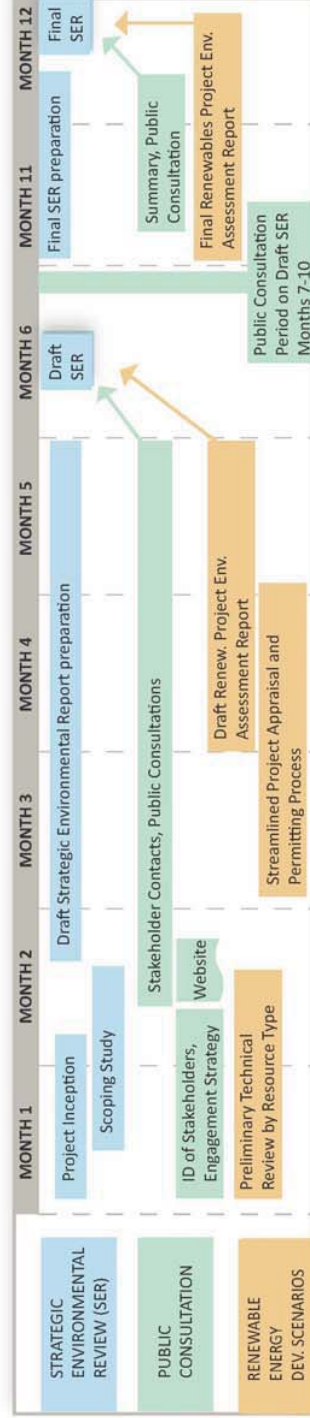 MONTH 1
MONTH 2
MONTH 3
MONTH 4
MONTH 5
MONTH 6
MONTH 11
MONTH 12
STRATEGIC
ENVIRONMENTAL
REVIEW (SER)
Project Inception
Scoping Study
Draft Strategic Environmental Report preparation
Draft
SER
Final SER preparation
Final
SER
PUBLIC
CONSULTATION
ID of Stakeholders,
Engagement Strategy
Website
Stakeholder Contacts, Public Consultations
Summary, Public
Consultation
RENEWABLE
ENERGY
DEV. SCENARIOS
Preliminary Technical
Review by Resource Type
Draft Renew. Project Env.
Assessment Report
Streamlined Project Appraisal and
Permitting Process
Final Renewables Project Env.
Assessment Report
Public Consultation
Period on Draft SER
Months 7-10